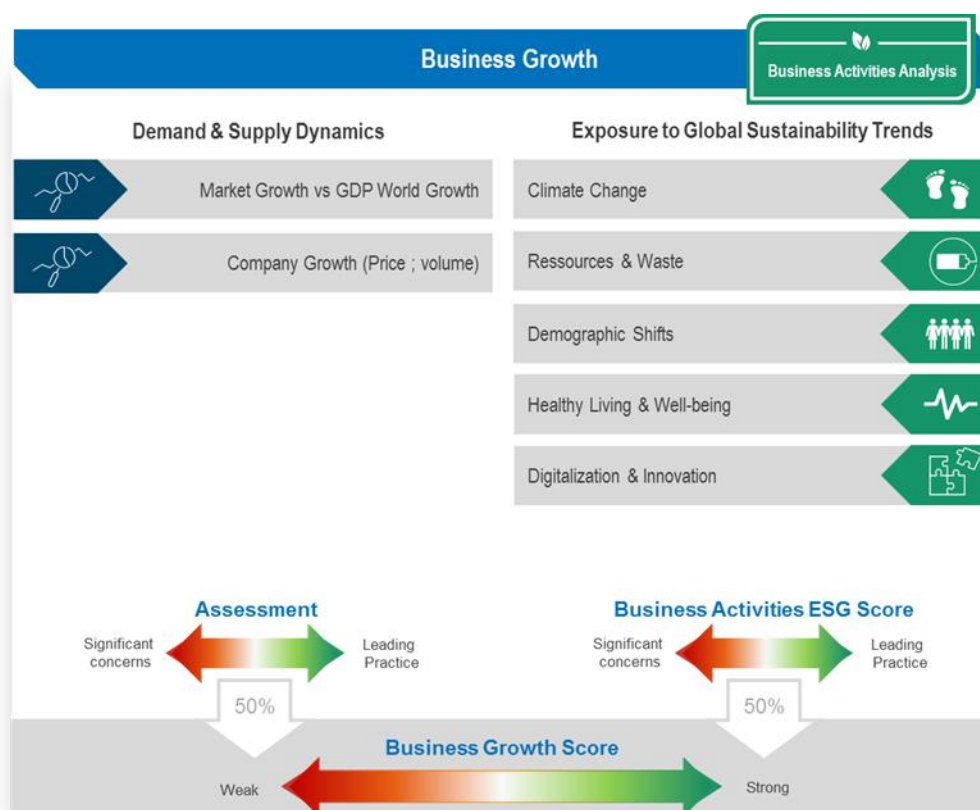 Business Growth
Business Activities Analysis
Demand & Supply Dynamics
Exposure to Global Sustainability Trends
Market Growth vs GDP World Growth
Company Growth (Price ; volume)
Climate Change
Ressources & Waste
Demographic Shifts
Healthy Living & Well-being
Digitalization & Innovation
Assessment
Significant
concerns
Leading
Practice
50%
Business Activities ESG Score
Significant
concerns
Leading
Practice
50%
Business Growth Score
Weak
Strong